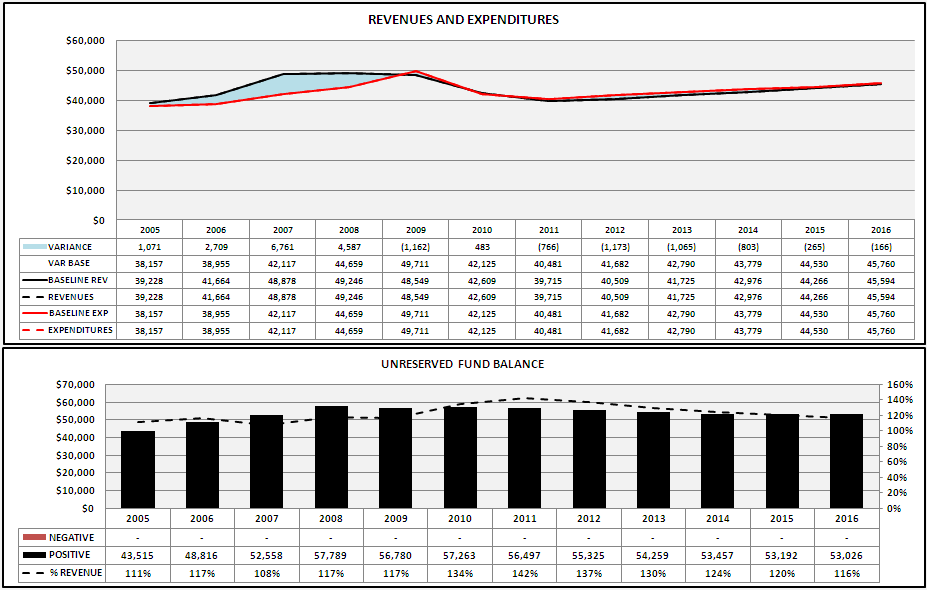 REVENUES AND EXPENDITURES
$60,000
$50,000
$40,000
$30,000
$20,000
$10,000
$0
2005 2006 2007 2008 2009 2010 2011 2012 2013 2014 2015 2016
VARIANCE 1,071 2,709 6,761 4,587 (1,162) 483 (766) (1,173) (1,065) (803) (265) (166)
VAR BASE 38,157 38,955 42,117 44,659 49,711 42,125 40,481 41,682 42,790 43,779 44,530 45,760
BASELINE REV 39,228 41,664 48,878 49,246 48,549 42,609 39,715 40,509 41,725 42,976 44,266 45,594
REVENUES 39,228 41,664 48,878 49,246 48,549 42,609 39,715 40,509 41,725 42,976 44,266 45,594
BASELINE EXP 38,157 38,955 42,117 44,659 49,711 42,125 40,481 41,682 42,790 43,779 44,530 45,760
EXPENDITURES 38,157 38,955 42,117 44,659 49,711 42,125 40,481 41,682 42,790 43,779 44,530 45,760
UNRESERVED FUND BALANCE
$70,000 160%
$60,000 140%
$50,000 120%
$40,000 100%
$30,000 80%
$20,000 60%
$10,000 40%
$0 20%
0%
2005 2006 2007 2008 2009 2010 2011 2012 2013 2014 2015 2016
NEGATIVE - - - - - - - - - - - -
POSITIVE 43,515 48,816 52,558 57,789 56,780 57,263 56,497 55,325 54,259 53,457 53,192 53,026
% REVENUE 111% 117% 108% 117% 117% 134% 142% 137% 130% 124% 120% 116%